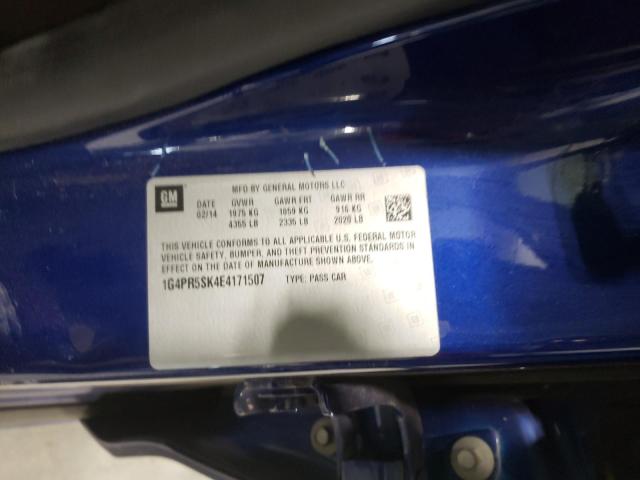 GM
MFD BY GENERAL MOTORS LLC
DATE GVWR GAWR FRT GAWR RR
02/14 1975 KG 1059 KG 916 KG
4355 LB 2335 LB 2020 LB
THIS VEHICLE CONFORMS TO ALL APPLICABLE U.S. FEDERAL MOTOR
VEHICLE SAFETY, BUMPER, AND THEFT PREVENTION STANDARDS IN
EFFECT ON THE DATE OF MANUFACTURE SHOWN ABOVE.
1G4PR5SK4E4171507 TYPE: PASS CAR